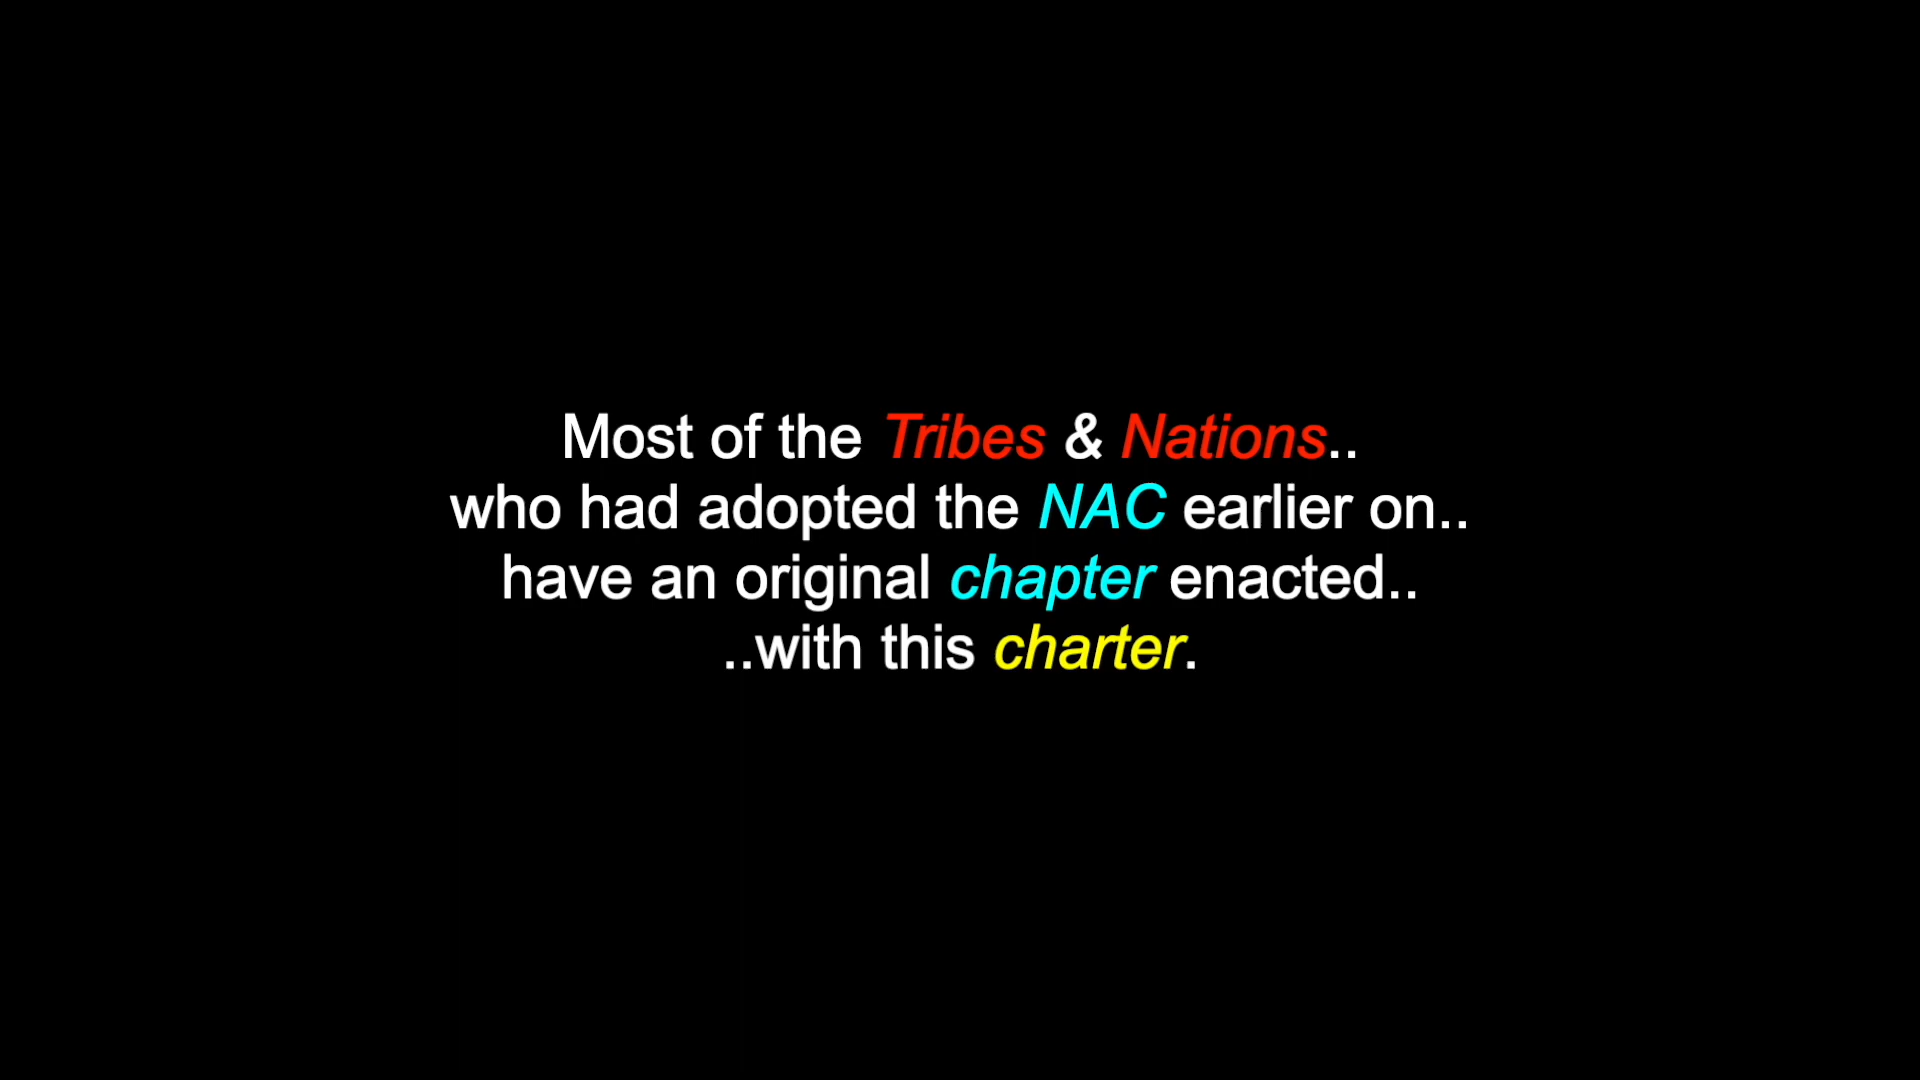 Most of the Tribes & Nations..
who had adopted the NAC earlier on..
have an original chapter enacted..
..with this charter.